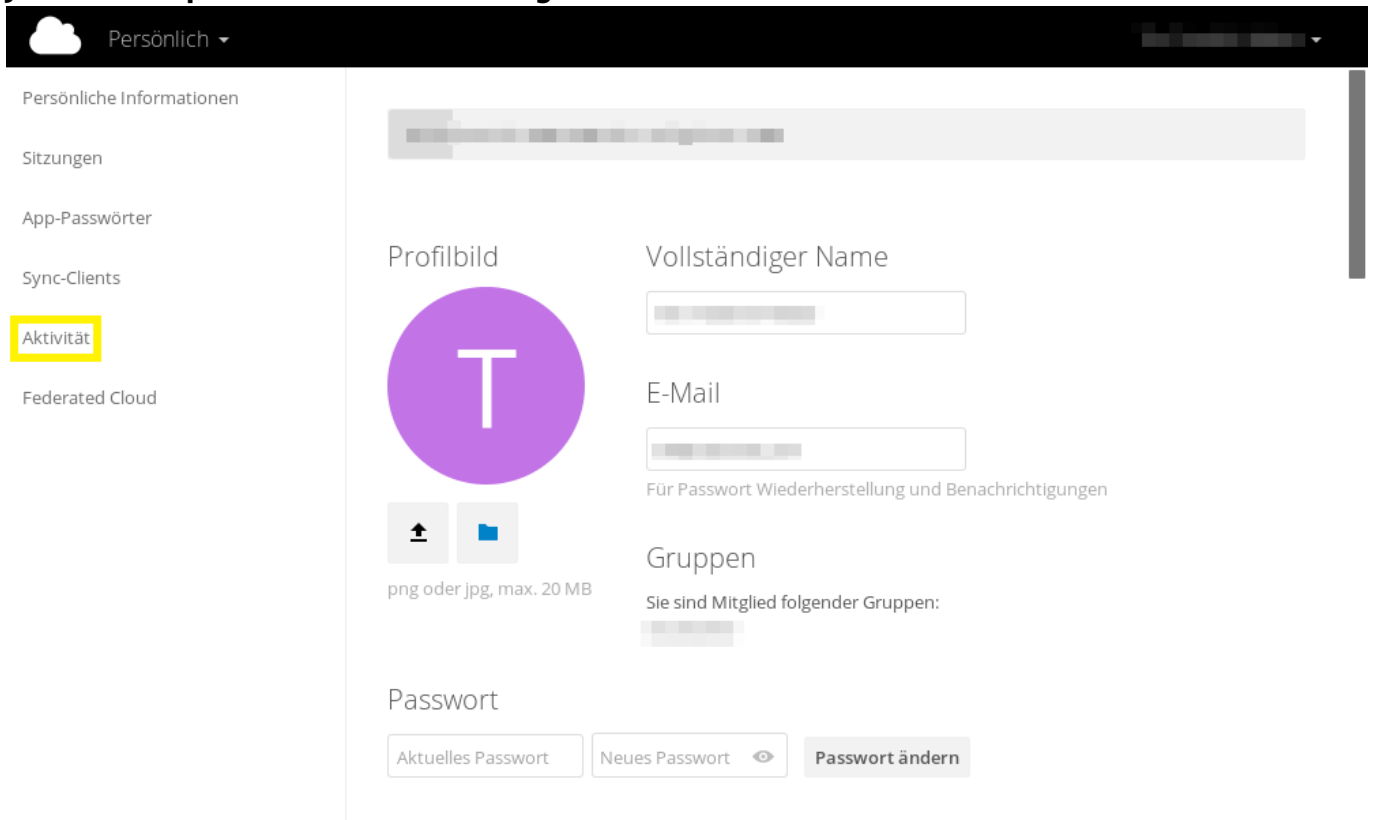 Persönlich
Persönliche Informationen
Sitzungen
App-Passwörter
Sync-Clients
Aktivität
Federated Cloud
Profilbild
T
png oder jpg, max. 20 MB
Vollständiger Name
E-Mail
Für Passwort Wiederherstellung und Benachrichtigungen
Gruppen
Sie sind Mitglied folgender Gruppen:
Passwort
Aktuelles Passwort Neues Passwort Passwort ändern